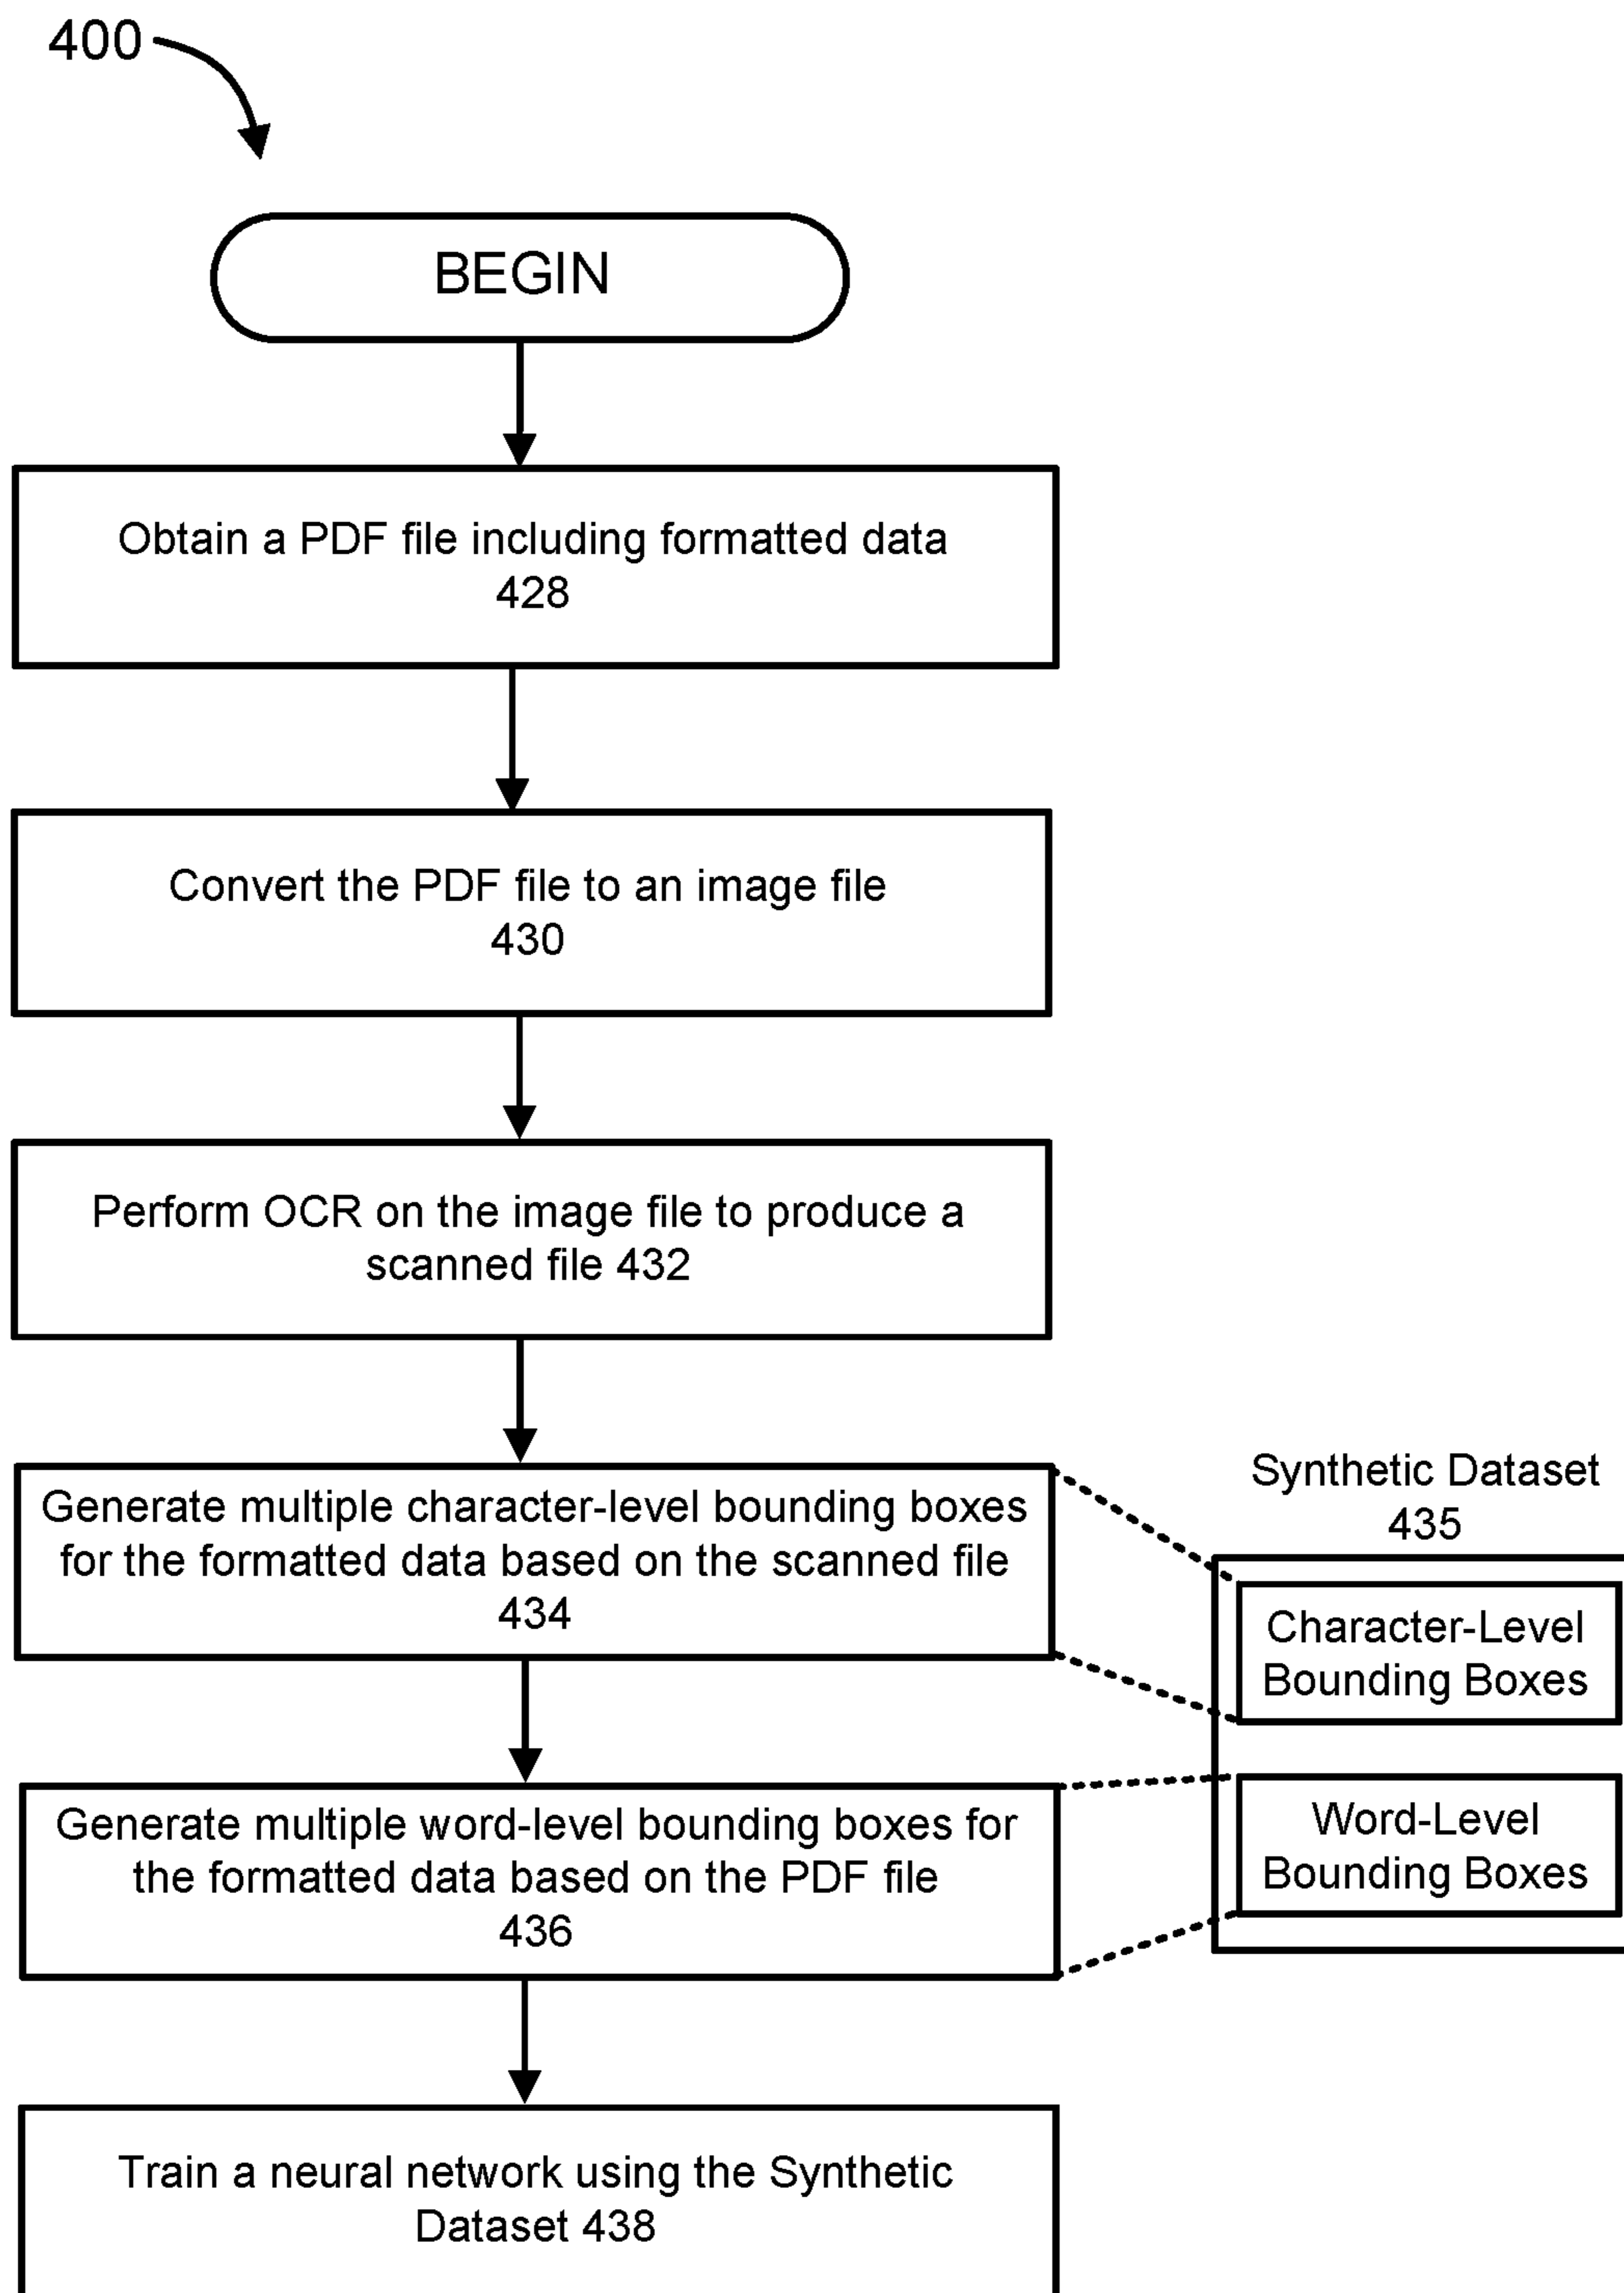 400
BEGIN
Obtain a PDF file including formatted data
428
Convert the PDF file to an image file
430
Perform OCR on the image file to produce a
scanned file 432
Generate multiple character-level bounding boxes
for the formatted data based on the scanned file
434
Synthetic Dataset
435
Character-Level
Bounding Boxes
Generate multiple word-level bounding boxes for
the formatted data based on the PDF file
436
Word-Level
Bounding Boxes
Train a neural network using the Synthetic
Dataset 438